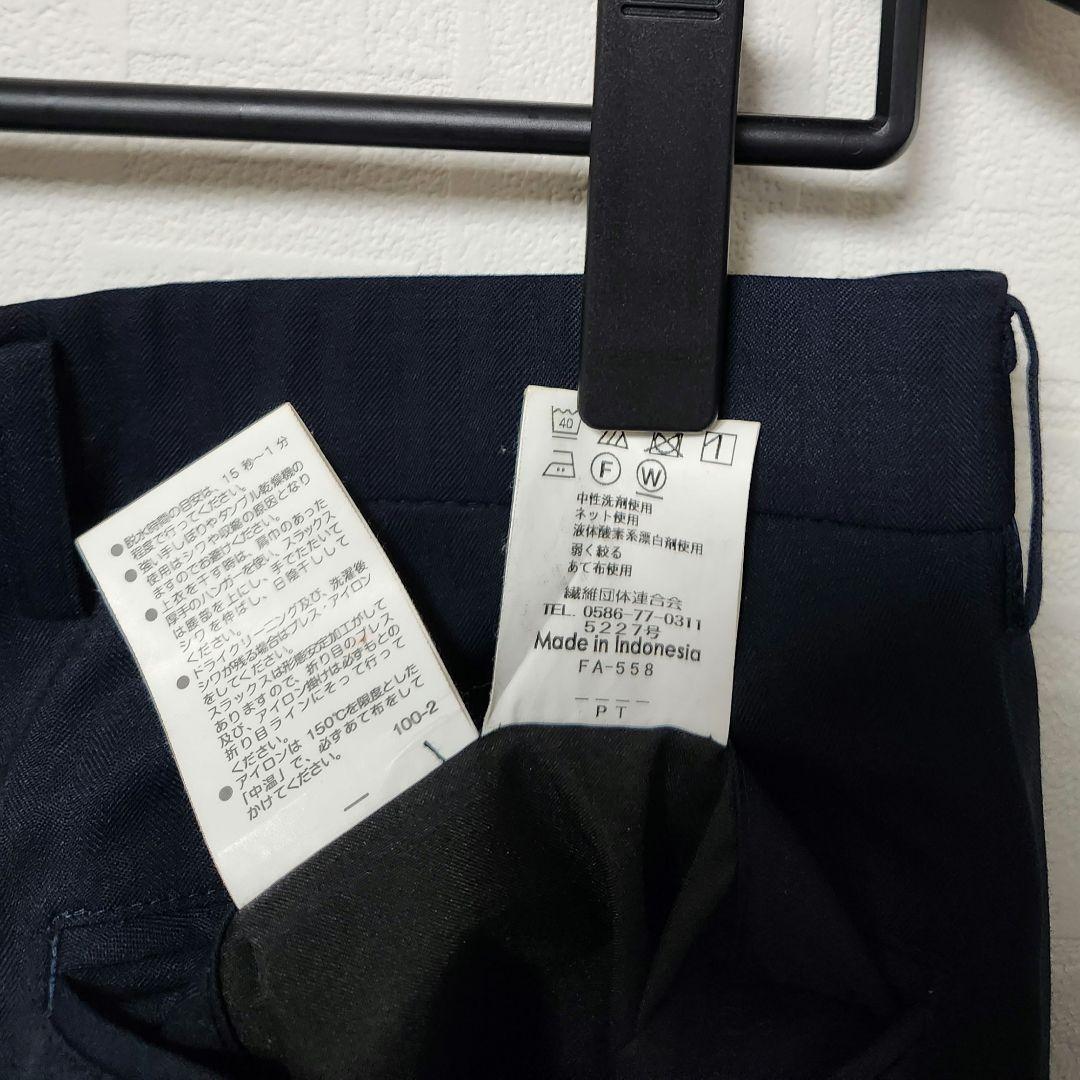 ● 脱水時間の目安は、15 秒~1 分
程度で行ってください。
● 強い手しぼりやタンブル乾燥機の
使用はシワや収縮の原因となり
ますのでお避けください。
● 上衣を干す時は、肩巾のあった
厚手のハンガーを使い、スラックス
は腰部を上にし、手でたたいて
シワを伸ばし、日陰干しして
ください。
● ドライクリーニング及び、洗濯後
シワが残る場合はプレス・アイロン
をしてください。
スラックスは形態安定加工がして
ありますので、折り目のプレス
及び、アイロン掛けは必ずもとの
折り目ラインにそって行って
ください。
● アイロンは 150℃を限度とした
「中温」で、必ずあて布をして
かけてください。
100-2
40
1
F W
中性洗剤使用
ネット使用
液体酸素系漂白剤使用
弱く絞る
あて布使用
繊維団体連合会
TEL. 0586-77-0311
5227号
Made in Indonesia
FA-558
PT